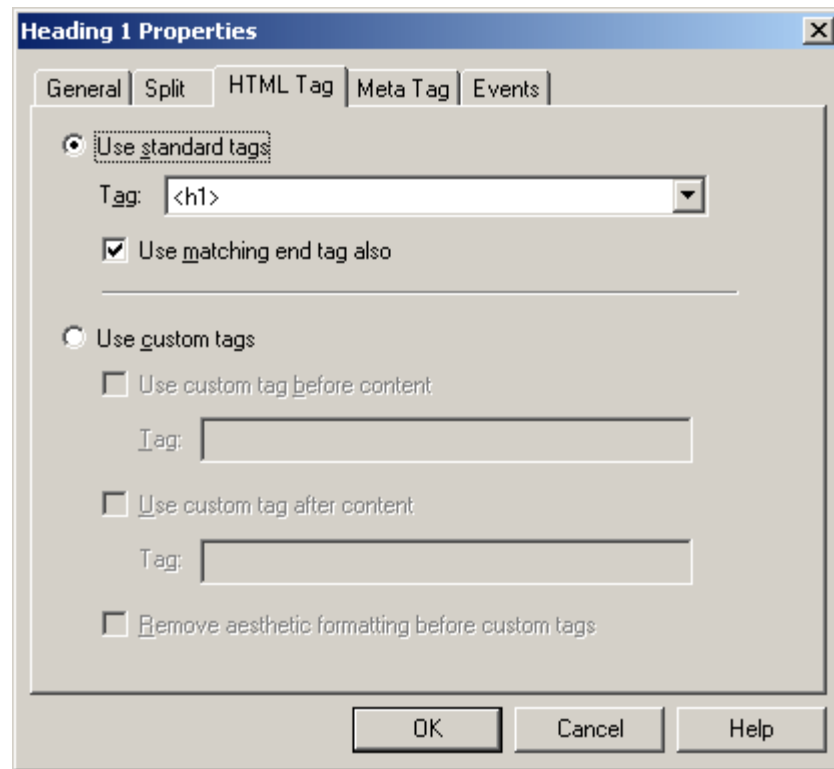 Heading 1 Properties
General Split HTML Tag Meta Tag Events
Use standard tags
Tag: <h1>
Use matching end tag also
Use custom tags
Use custom tag before content
Tag:
Use custom tag after content
Tag:
Remove aesthetic formatting before custom tags
OK Cancel Help